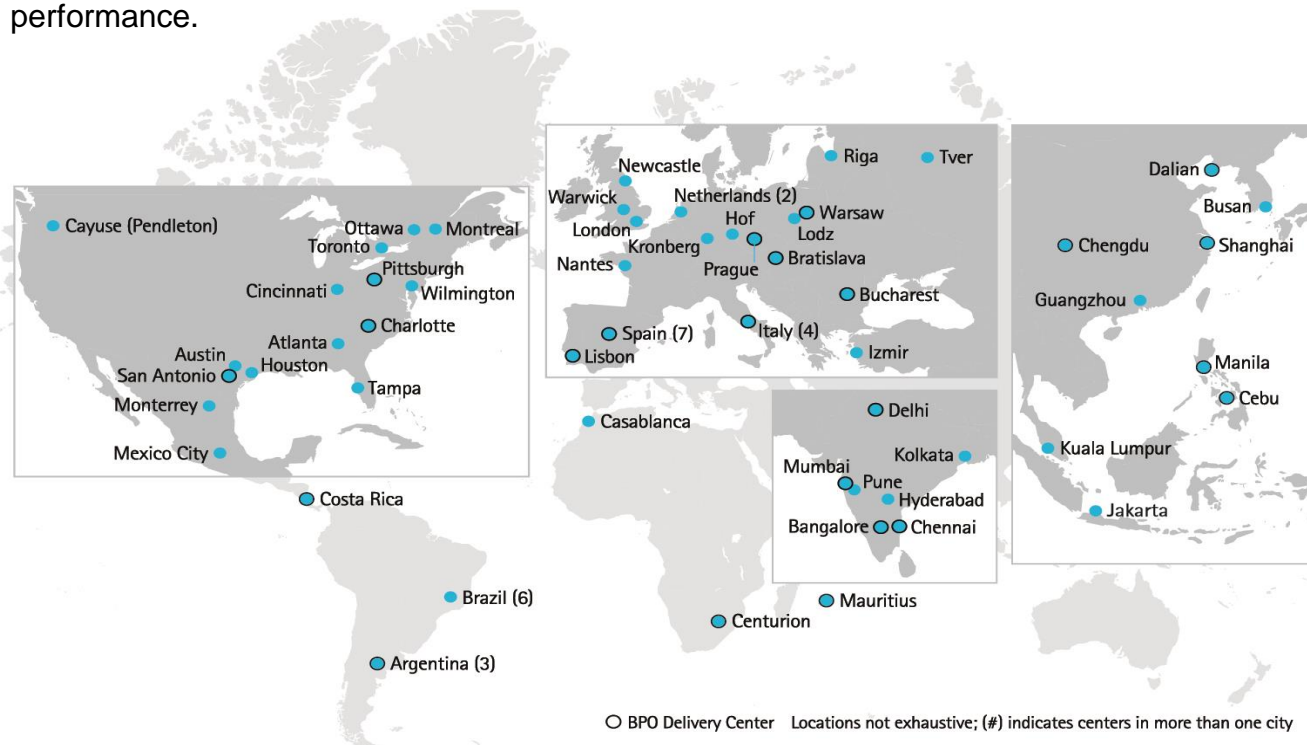 performance.
Cayuse (Pendleton)
Ottawa
Montreal
Toronto
Pittsburgh
Cincinnati
Wilmington
Charlotte
Atlanta
Austin
Houston
San Antonio
Tampa
Monterrey
Mexico City
Newcastle
Riga
Tver
Warwick
Netherlands (2)
Hof
Warsaw
London
Lodz
Kronberg
Nantes
Prague
Bratislava
Bucharest
Spain (7)
Italy (4)
Lisbon
Izmir
Dalian
Busan
Chengdu
Shanghai
Guangzhou
Manila
Cebu
Kuala Lumpur
Jakarta
Casablanca
Delhi
Kolkata
Mumbai
Pune
Hyderabad
Bangalore
Chennai
Costa Rica
Brazil (6)
Mauritius
Centurion
Argentina (3)
BPO Delivery Center Locations not exhaustive; (#) indicates centers in more than one city